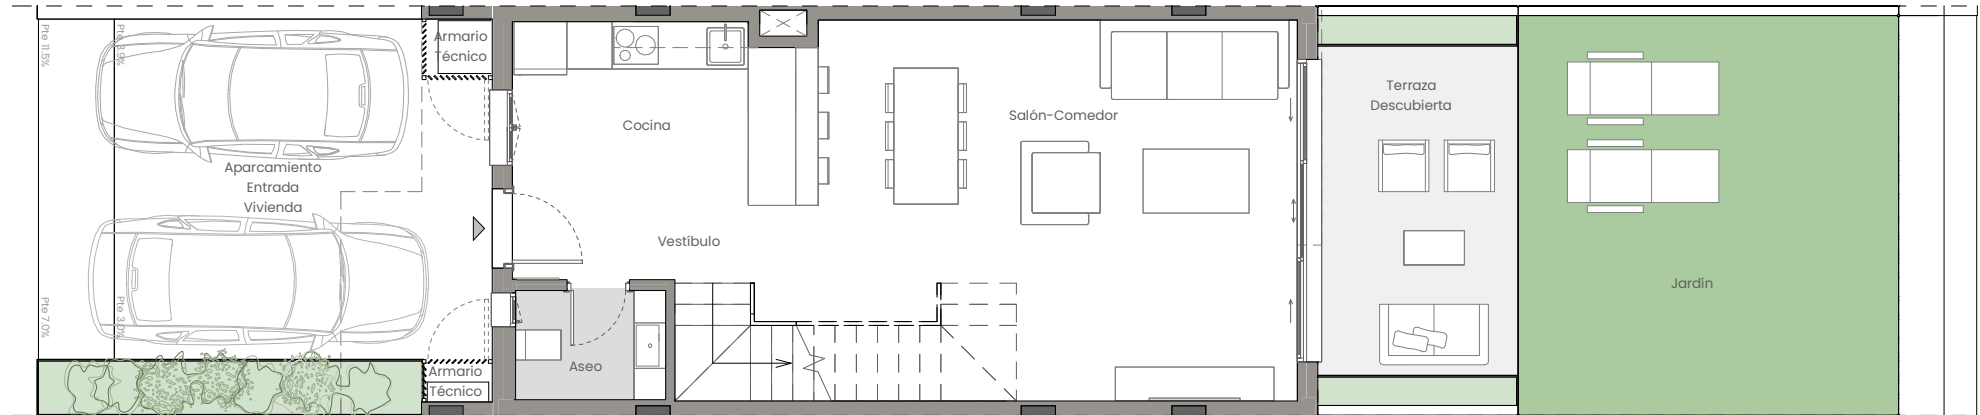 Pte 11.5%
Pte 3.9%
Armario
Técnico
Cocina
Salón-Comedor
Terraza
Descubierta
Aparcamiento
Entrada
Vivienda
Vestíbulo
Jardín
Pte 7.0%
Pte 3.0%
Aseo
Armario
Técnico